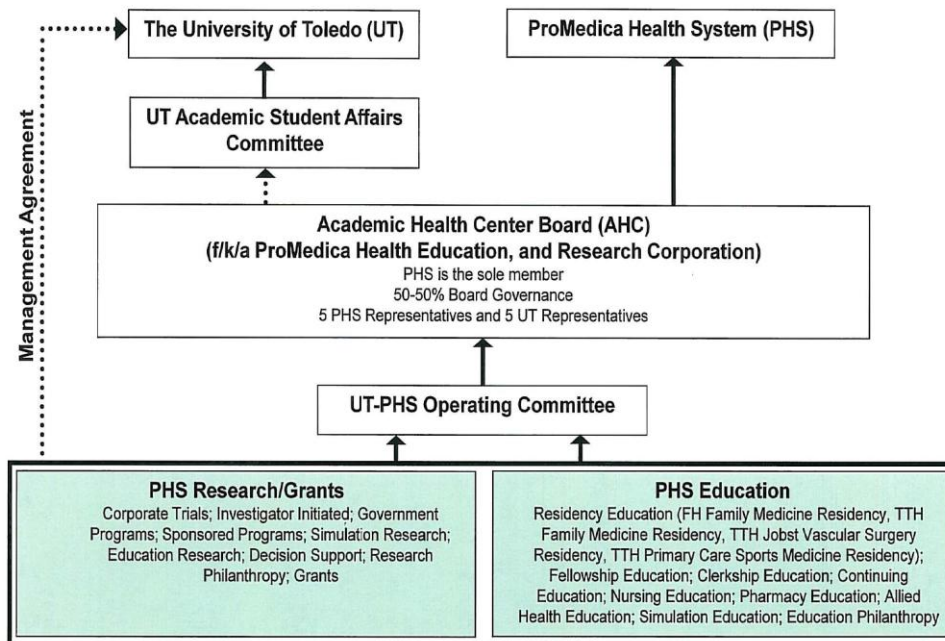 The University of Toledo (UT)
ProMedica Health System (PHS)
Management Agreement
UT Academic Student Affairs
Committee
Academic Health Center Board (AHC)
(f/k/a ProMedica Health Education, and Research Corporation)
PHS is the sole member
50-50% Board Governance
5 PHS Representatives and 5 UT Representatives
UT-PHS Operating Committee
PHS Research/Grants
Corporate Trials; Investigator Initiated; Government
Programs; Sponsored Programs; Simulation Research;
Education Research; Decision Support; Research
Philanthropy; Grants
PHS Education
Residency Education (FH Family Medicine Residency, TTH
Family Medicine Residency, TTH Jobst Vascular Surgery
Residency, TTH Primary Care Sports Medicine Residency);
Fellowship Education; Clerkship Education; Continuing
Education; Nursing Education; Pharmacy Education; Allied
Health Education; Simulation Education; Education Philanthropy